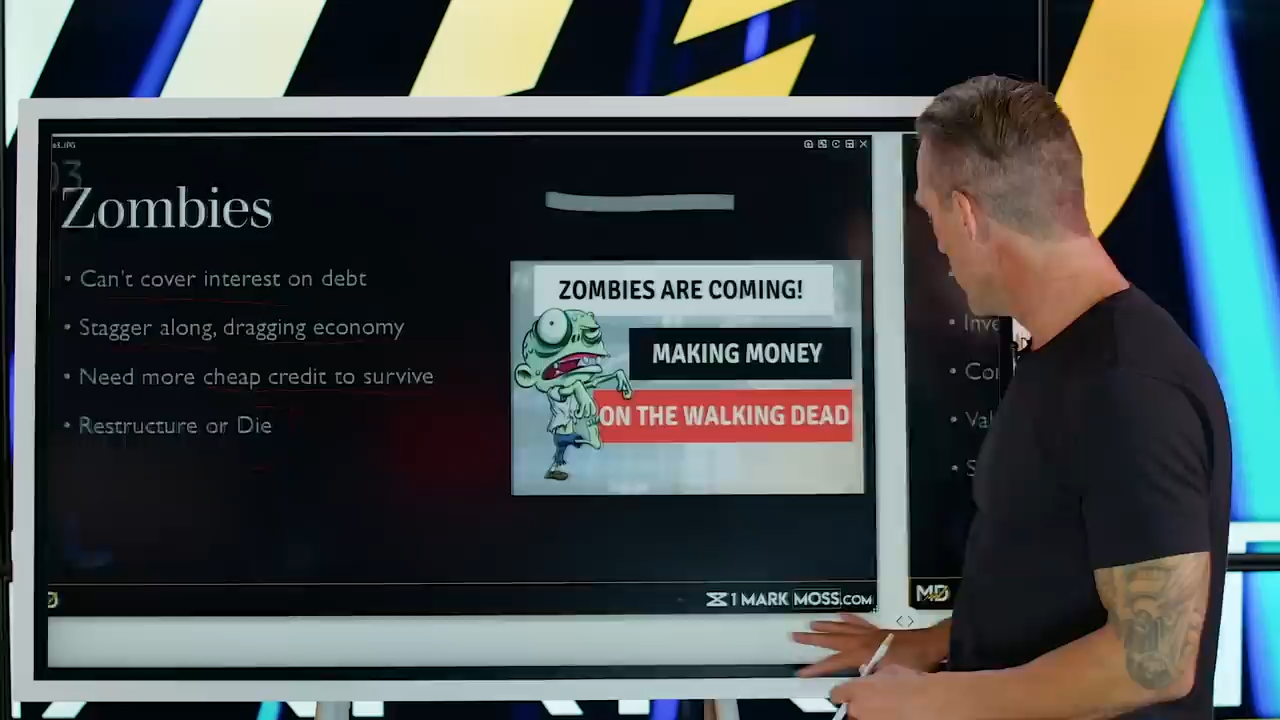 03
Zombies
• Can't cover interest on debt
• Stagger along, dragging economy
• Need more cheap credit to survive
• Restructure or Die
ZOMBIES ARE COMING!
MAKING MONEY
ON THE WALKING DEAD
1 MARK MOSS.COM
MD